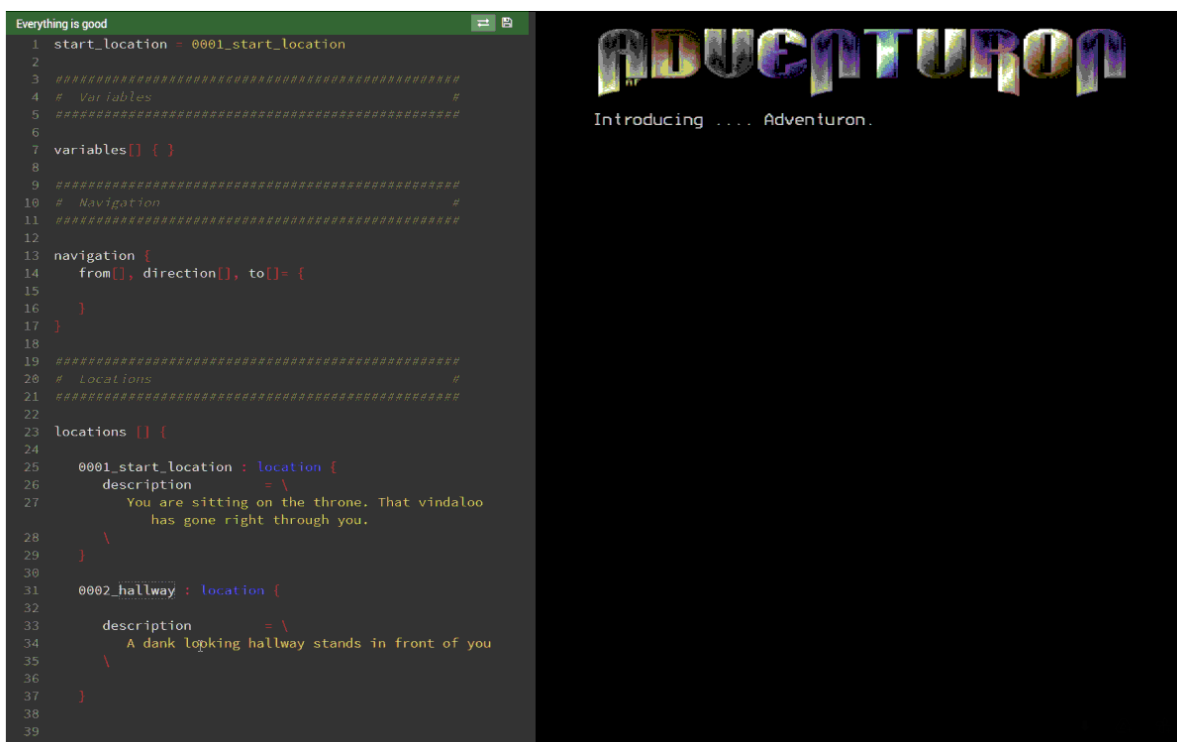 Everything is good
1 start_location = 0001_start_location
2
3 ##################################################
4 # Variables #
5 ##################################################
6
7 variables[] { }
8
9 ##################################################
10 # Navigation #
11 ##################################################
12
13 navigation {
14 from[], direction[], to[]= {
15
16 }
17 }
18
19 ##################################################
20 # Locations #
21 ##################################################
22
23 locations [] {
24
25 0001_start_location : location {
26 description = \
27 You are sitting on the throne. That vindaloo
has gone right through you.
28 \
29 }
30
31 0002_hallway : location {
32
33 description = \
34 A dank looking hallway stands in front of you
35 \
36
37 }
38
39
ADVENTURON
Introducing .... Adventuron.